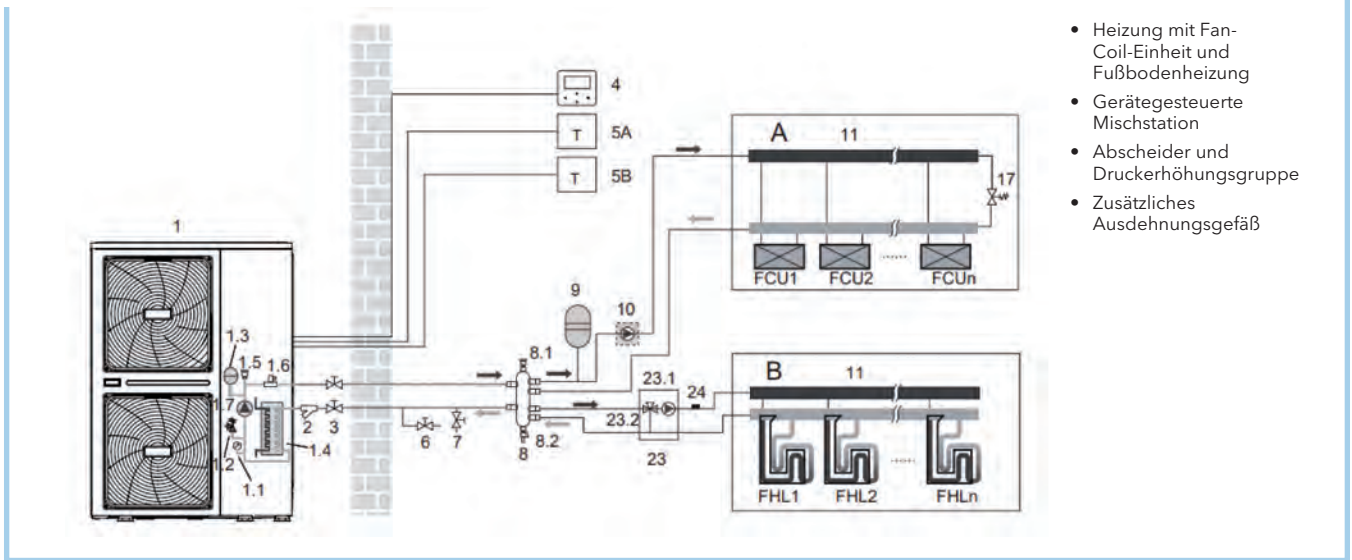 • Heizung mit Fan-
Coil-Einheit und
Fußbodenheizung
• Gerätegesteuerte
Mischstation
• Abscheider und
Druckerhöhungsgruppe
• Zusätzliches
Ausdehnungsgefäß
4
5A
T
5B
T
A
11
17
FCU1
FCU2
FCUn
1
9
10
1.3
1.5
1.6
8.1
1.7
2
3
1.2
1.4
1.1
6
7
8
8.2
23.1
24
23.2
23
B
11
FHL1
FHL2
FHLn